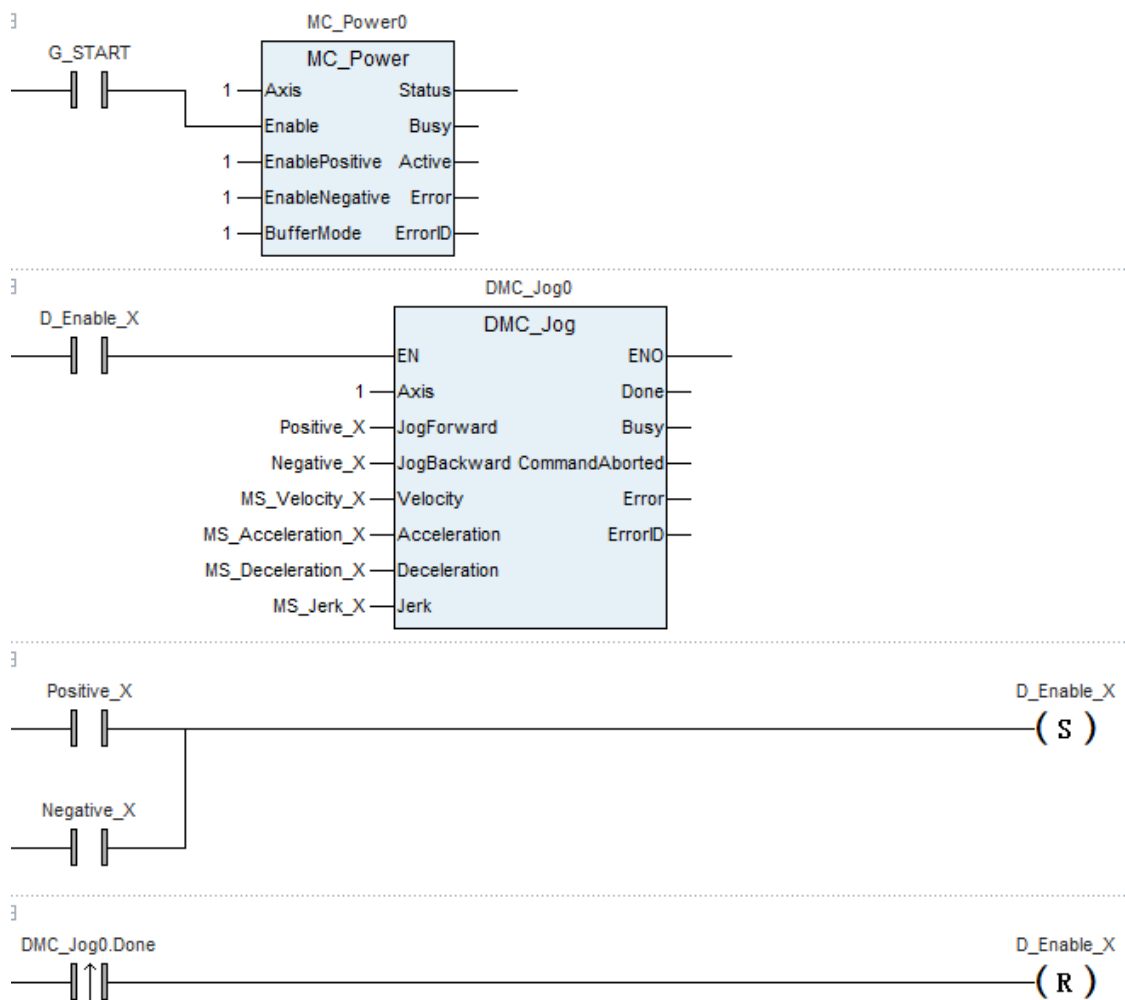 MC_Power0
G_START
MC_Power
1 Axis Status
Enable Busy
1 EnablePositive Active
1 EnableNegative Error
1 BufferMode ErrorID
DMC_Jog0
D_Enable_X
DMC_Jog
EN ENO
1 Axis Done
Positive_X JogForward Busy
Negative_X JogBackward CommandAborted
MS_Velocity_X Velocity Error
MS_Acceleration_X Acceleration ErrorID
MS_Deceleration_X Deceleration
MS_Jerk_X Jerk
Positive_X D_Enable_X
( S )
Negative_X
DMC_Jog0.Done D_Enable_X
( R )